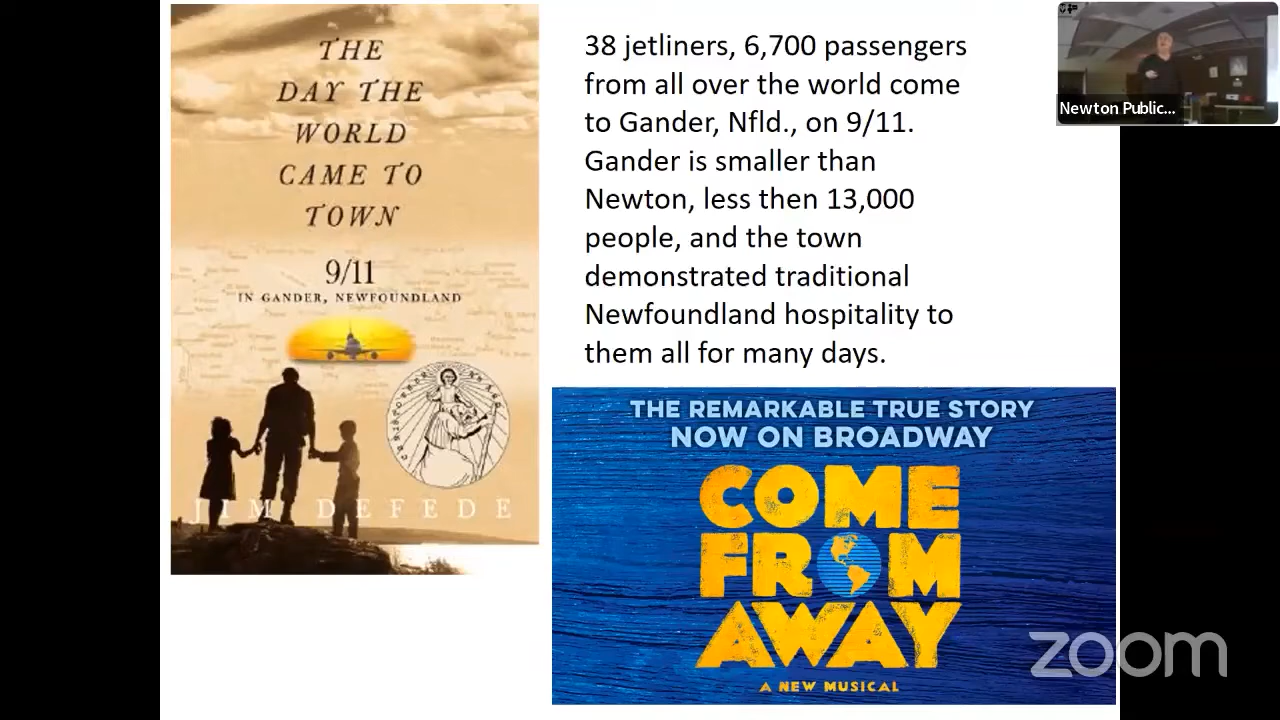 THE
DAY THE
WORLD
CAME TO
TOWN
9/11
IN GANDER, NEWFOUNDLAND
JIM DEFEDE
38 jetliners, 6,700 passengers
from all over the world come
to Gander, Nfld., on 9/11.
Gander is smaller than
Newton, less then 13,000
people, and the town
demonstrated traditional
Newfoundland hospitality to
them all for many days.
THE REMARKABLE TRUE STORY
NOW ON BROADWAY
COME
FROM
AWAY
A NEW MUSICAL
Newton Public...
zoom